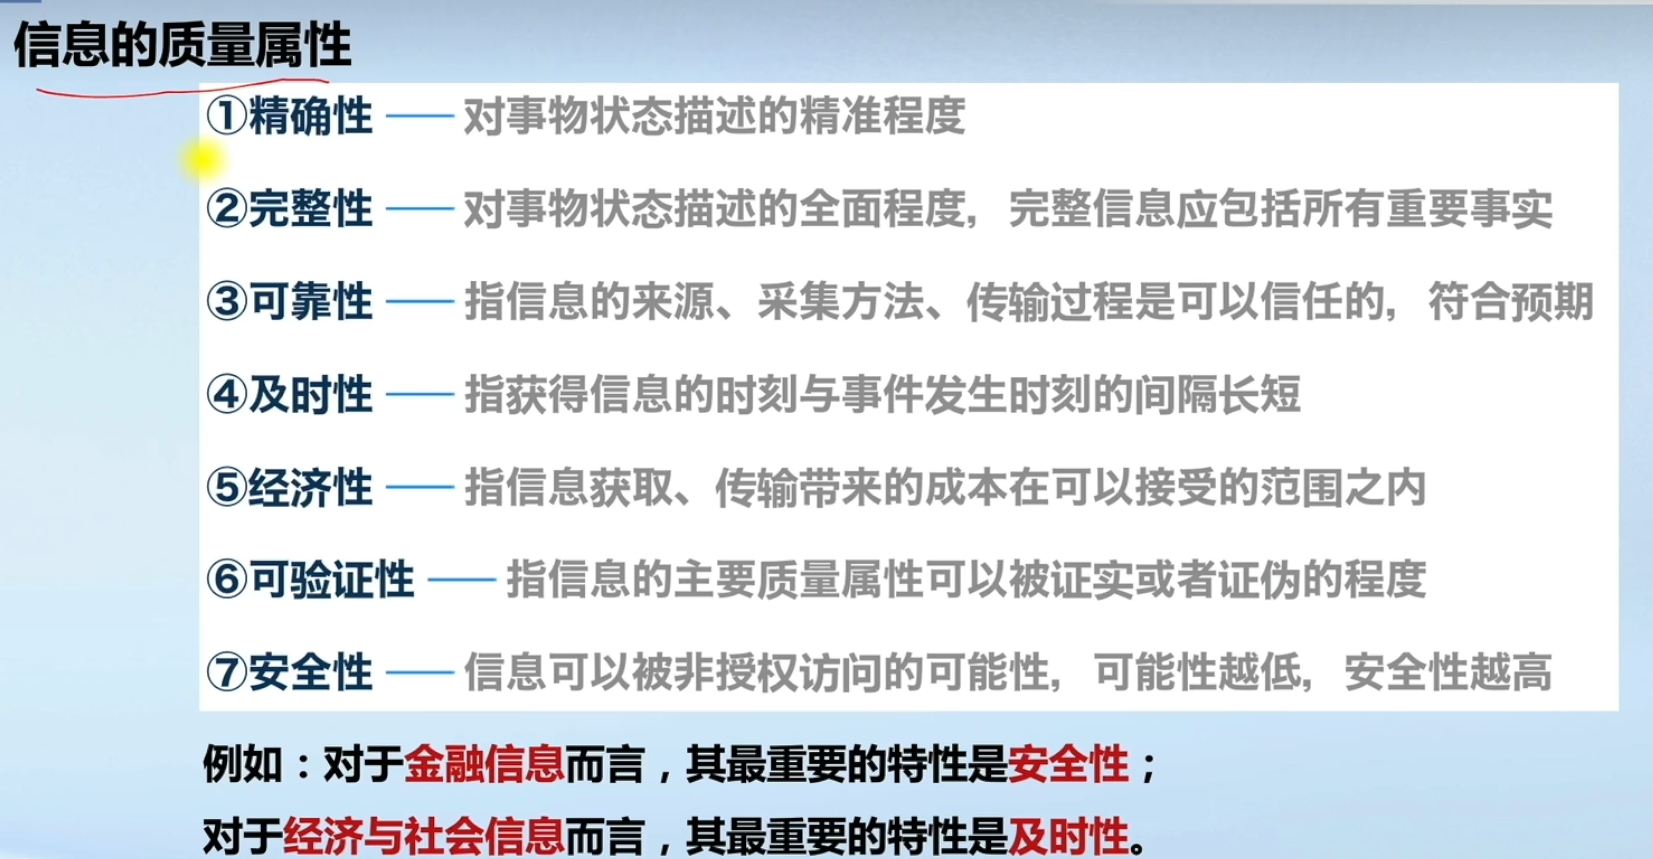 信息的质量属性
①精确性 —— 对事物状态描述的精准程度
②完整性 —— 对事物状态描述的全面程度，完整信息应包括所有重要事实
③可靠性 —— 指信息的来源、采集方法、传输过程是可以信任的，符合预期
④及时性 —— 指获得信息的时刻与事件发生时刻的间隔长短
⑤经济性 —— 指信息获取、传输带来的成本在可以接受的范围之内
⑥可验证性 —— 指信息的主要质量属性可以被证实或者证伪的程度
⑦安全性 —— 信息可以被非授权访问的可能性，可能性越低，安全性越高
例如：对于金融信息而言，其最重要的特性是安全性；
对于经济与社会信息而言，其最重要的特性是及时性。